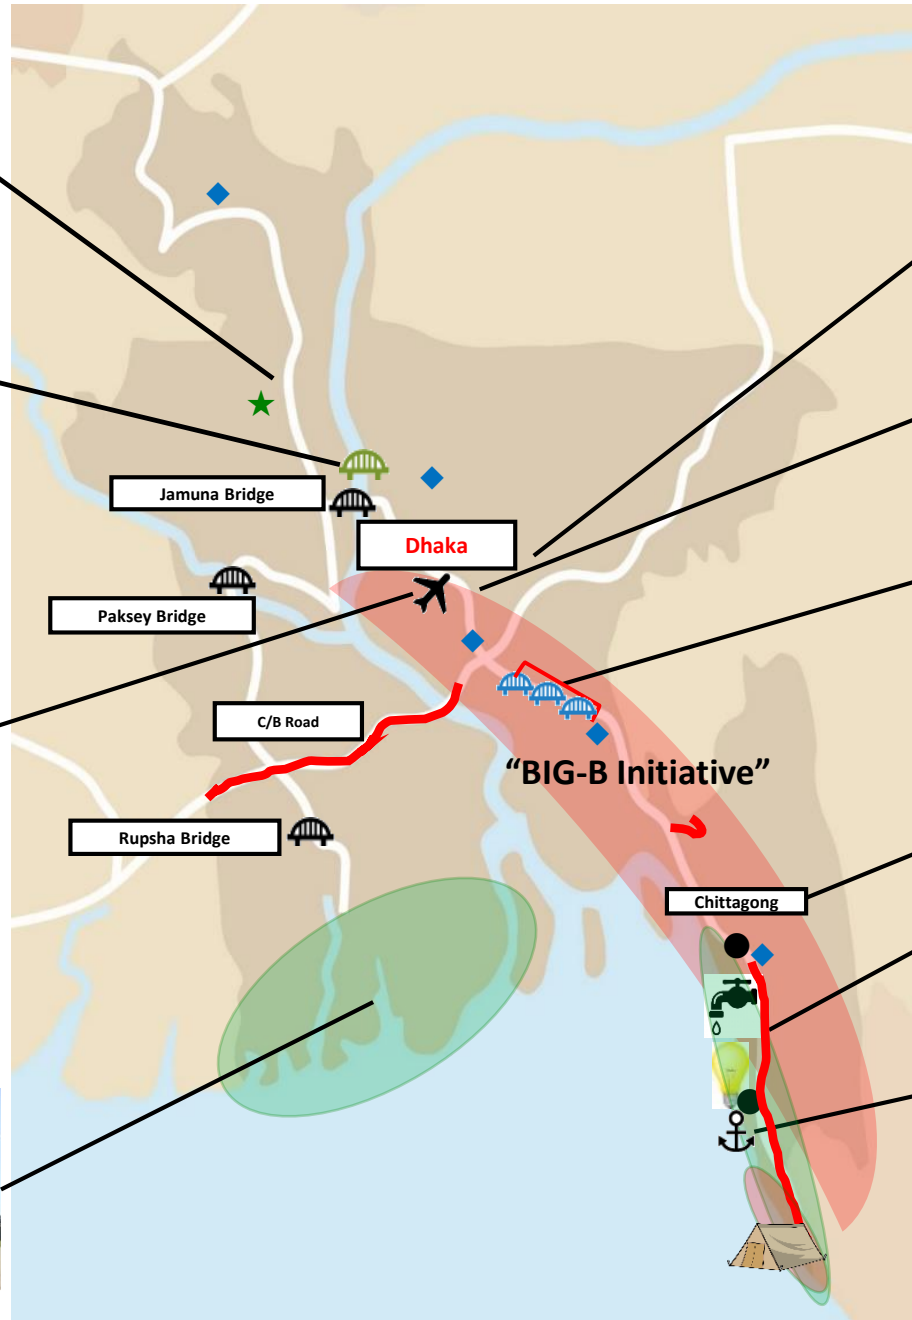 Jamuna Bridge
Dhaka
Paksey Bridge
C/B Road
“BIG-B Initiative”
Rupsha Bridge
Chittagong